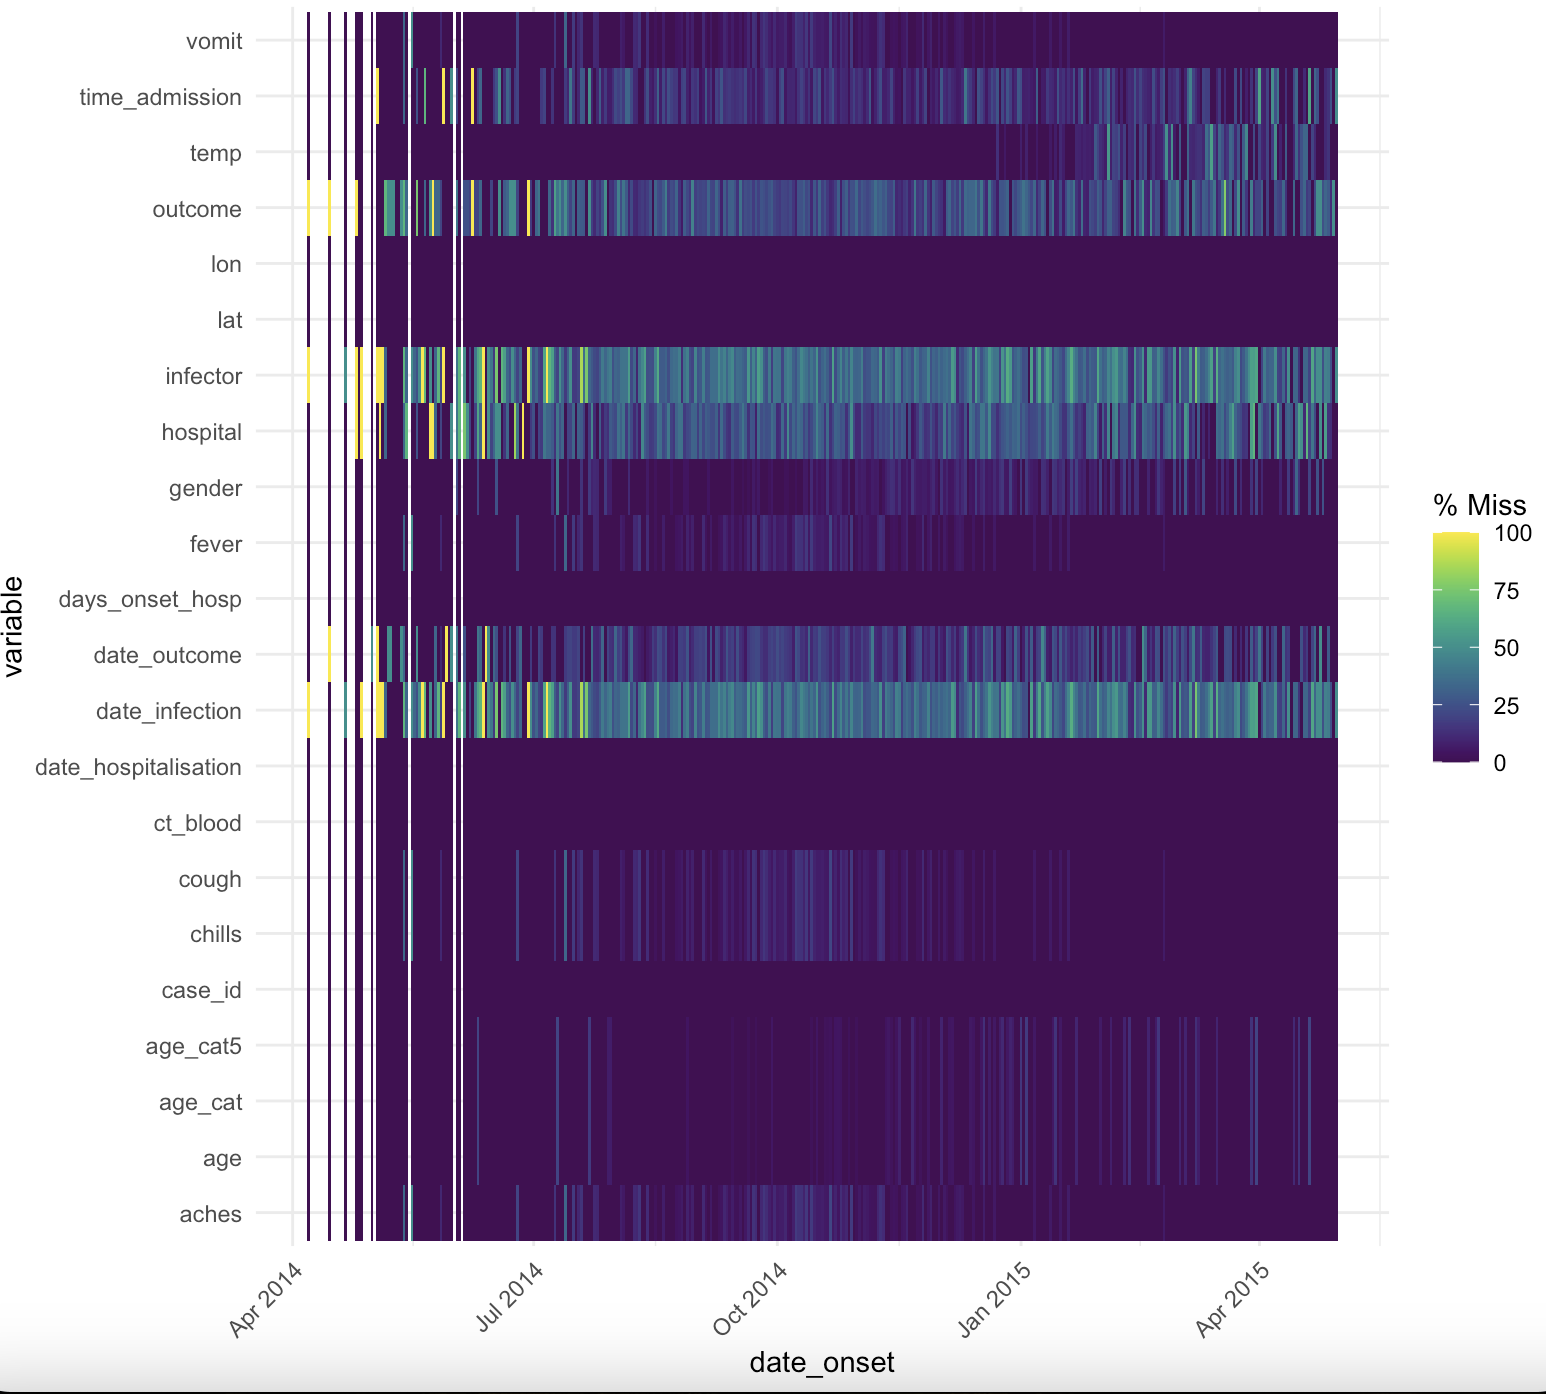 vomit
time_admission
temp
outcome
lon
lat
infector
hospital
gender
fever
days_onset_hosp
date_outcome
date_infection
date_hospitalisation
ct_blood
cough
chills
case_id
age_cat5
age_cat
age
aches
variable
Apr 2014
Jul 2014
Oct 2014
Jan 2015
Apr 2015
date_onset
% Miss
100
75
50
25
0